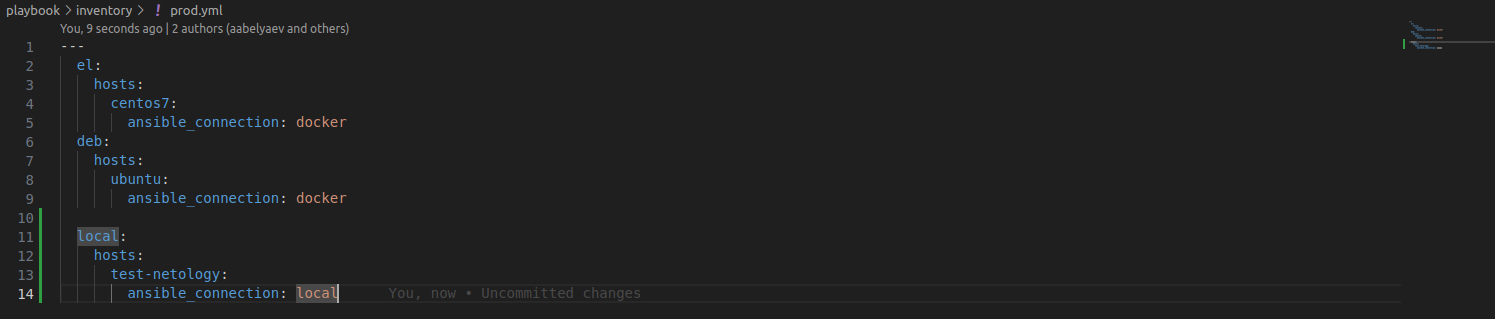 playbook > inventory > ! prod.yml
You, 9 seconds ago | 2 authors (aabelyaev and others)
1 ---
2   el:
3     hosts:
4       centos7:
5         ansible_connection: docker
6   deb:
7     hosts:
8       ubuntu:
9         ansible_connection: docker
10
11   local:
12     hosts:
13       test-netology:
14         ansible_connection: local You, now • Uncommitted changes